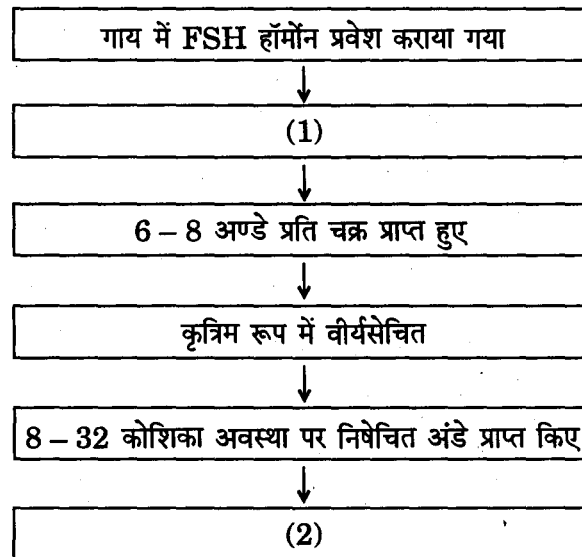 गाय में FSH हॉर्मोन प्रवेश कराया गया
(1)
6 – 8 अण्डे प्रति चक्र प्राप्त हुए
कृत्रिम रूप में वीर्यसेचित
8 – 32 कोशिका अवस्था पर निषेचित अंडे प्राप्त किए
(2)